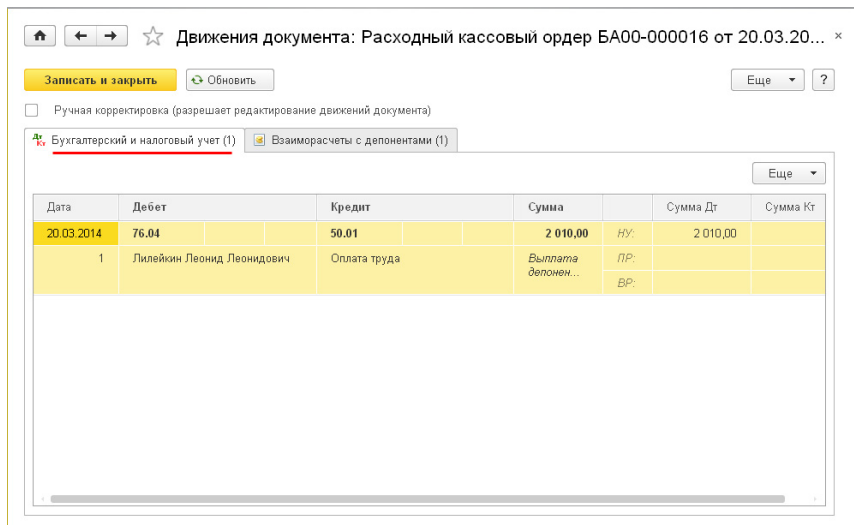 Движения документа: Расходный кассовый ордер БА00-000016 от 20.03.20... ×
Записать и закрыть Обновить Еще ?
Ручная корректировка (разрешает редактирование движений документа)
Дт Кт Бухгалтерский и налоговый учет (1) Взаиморасчеты с депонентами (1)
Еще
Дата Дебет Кредит Сумма Сумма Дт Сумма Кт
20.03.2014 76.04 50.01 2 010,00 НУ: 2 010,00
1 Лилейкин Леонид Леонидович Оплата труда Выплата ПР:
депонен...
ВР: